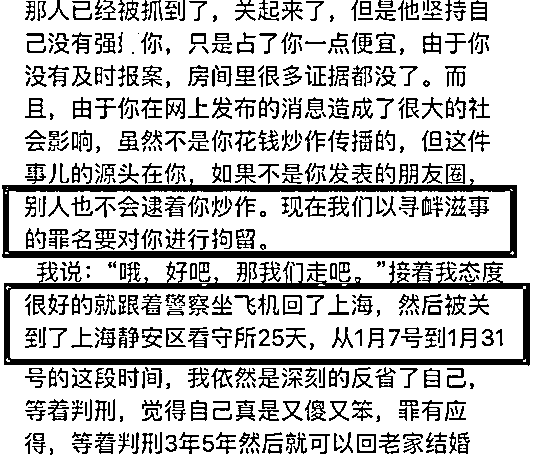 那人已经被抓到了，关起来了，但是他坚持自
己没有强 你，只是占了你一点便宜，由于你
没有及时报案，房间里很多证据都没了。而
且，由于你在网上发布的消息造成了很大的社
会影响，虽然不是你花钱炒作传播的，但这件
事儿的源头在你，如果不是你发表的朋友圈，
别人也不会逮着你炒作。现在我们以寻衅滋事
的罪名要对你进行拘留。
我说：“哦，好吧，那我们走吧。”接着我态度
很好的就跟着警察坐飞机回了上海，然后被关
到了上海静安区看守所25天，从1月7号到1月31
号的这段时间，我依然是深刻的反省了自己，
等着判刑，觉得自己真是又傻又笨，罪有应
得，等着判刑3年5年然后就可以回老家结婚